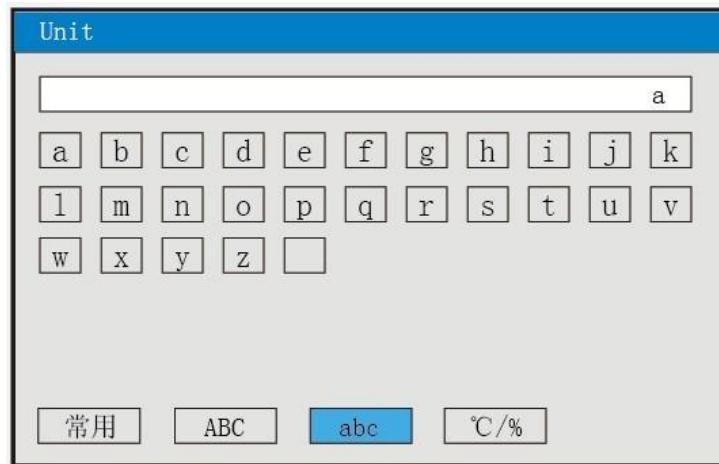 Unit
a
a b c d e f g h i j k
l m n o p q r s t u v
w x y z
常用 ABC abc ℃/%